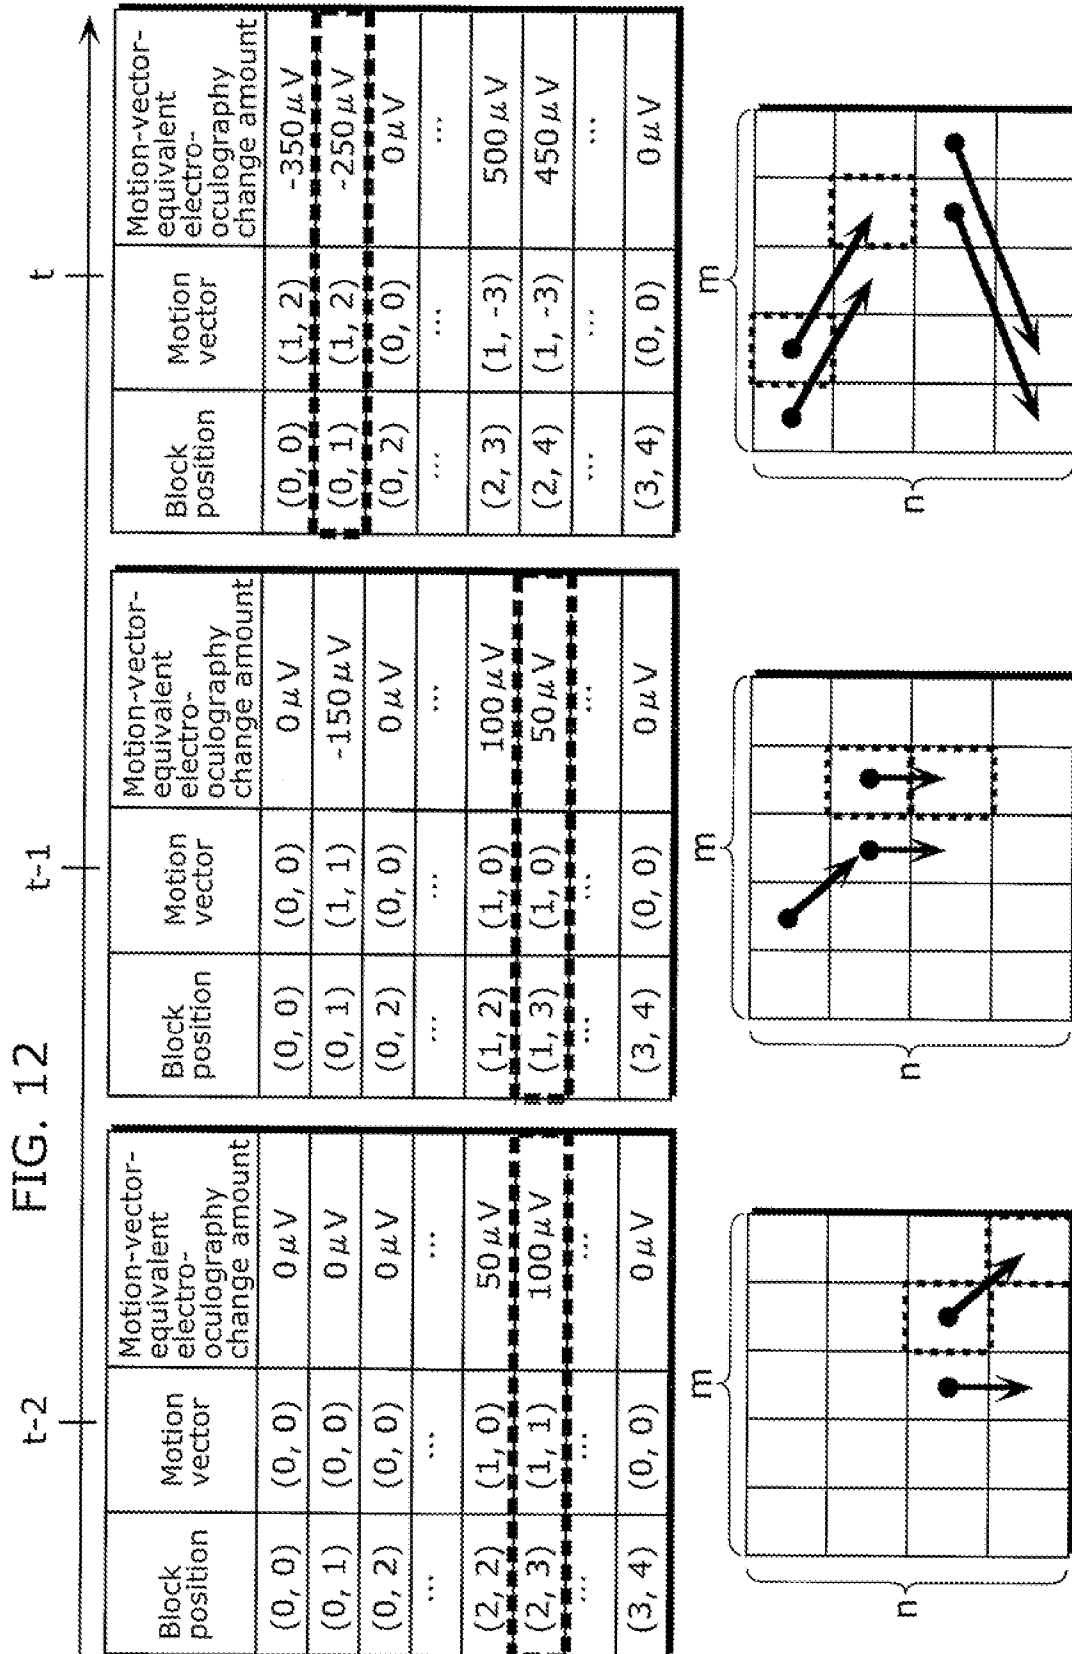 FIG. 12
t-2
t-1
t
Block
position
Motion
vector
Motion-vector-
equivalent
electro-
oculography
change amount
(0, 0) (0, 0) 0μV
(0, 1) (0, 0) 0μV
(0, 2) (0, 0) 0μV
... ... ...
(2, 2) (1, 0) 50μV
(2, 3) (1, 1) 100μV
... ... ...
(3, 4) (0, 0) 0μV
Block
position
Motion
vector
Motion-vector-
equivalent
electro-
oculography
change amount
(0, 0) (0, 0) 0μV
(0, 1) (1, 1) -150μV
(0, 2) (0, 0) 0μV
... ... ...
(1, 2) (1, 0) 100μV
(1, 3) (1, 0) 50μV
... ... ...
(3, 4) (0, 0) 0μV
Block
position
Motion
vector
Motion-vector-
equivalent
electro-
oculography
change amount
(0, 0) (1, 2) -350μV
(0, 1) (1, 2) -250μV
(0, 2) (0, 0) 0μV
... ... ...
(2, 3) (1, -3) 500μV
(2, 4) (1, -3) 450μV
... ... ...
(3, 4) (0, 0) 0μV
m
n
m
n
m
n